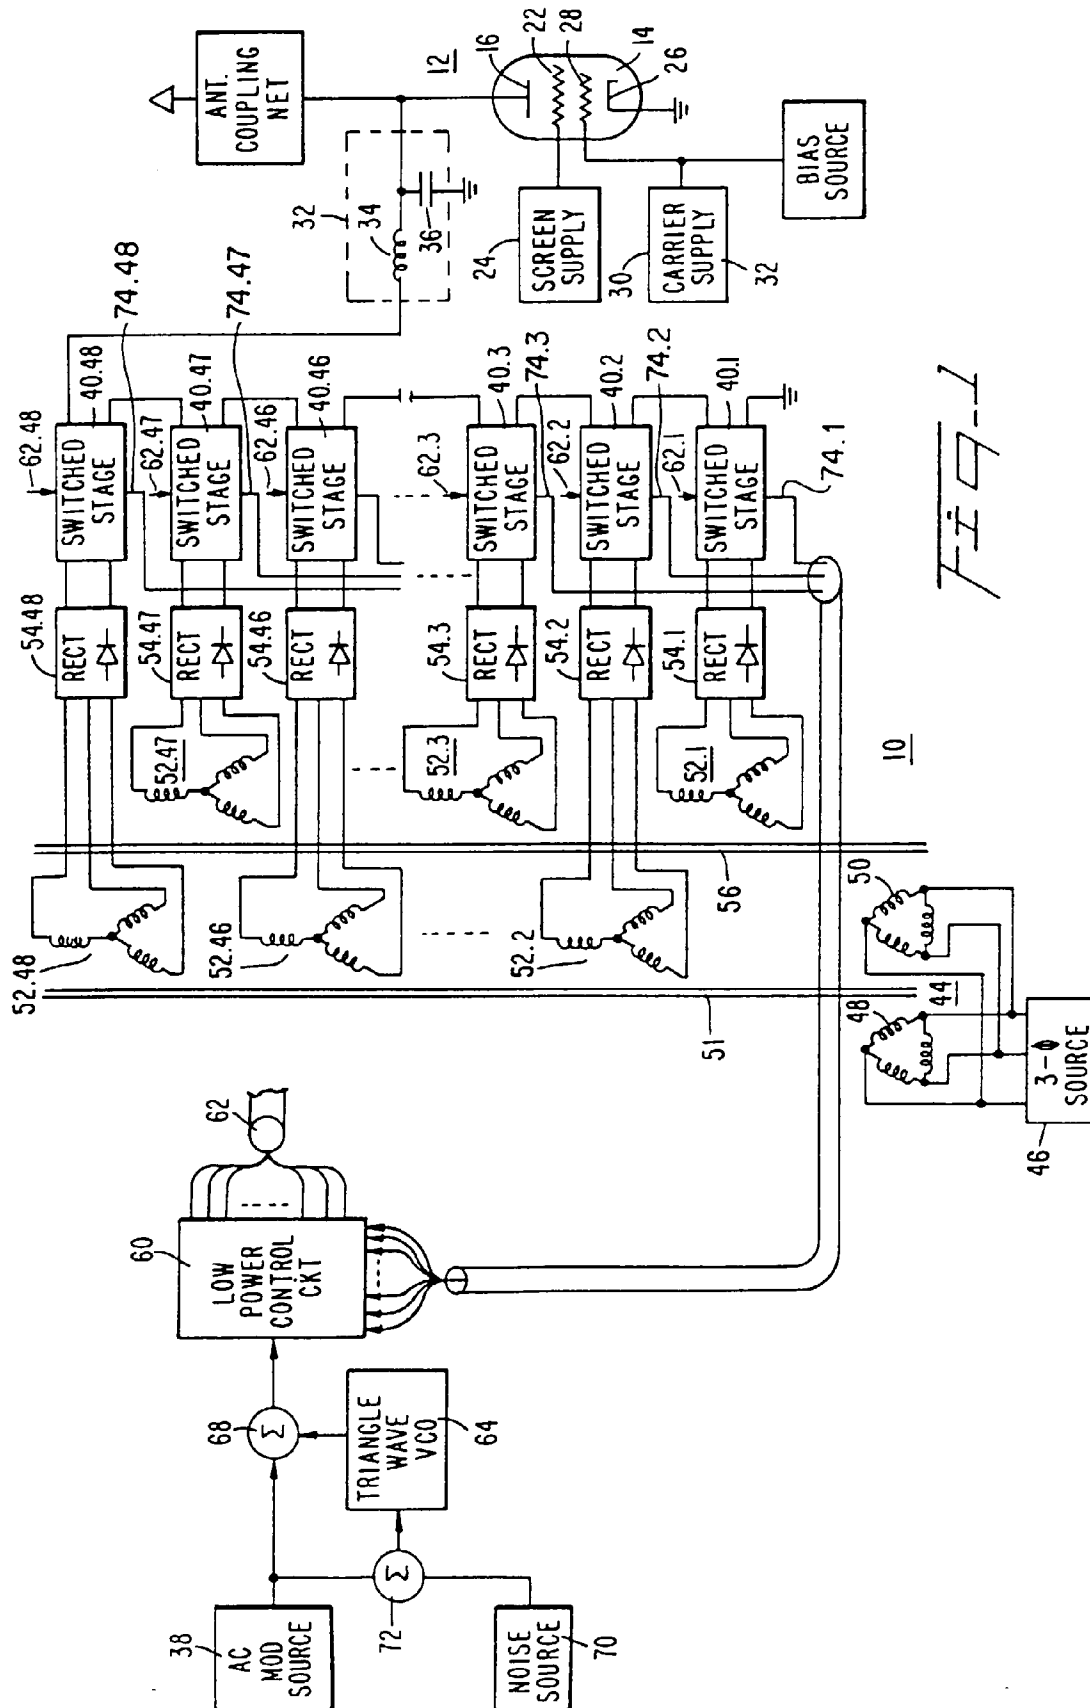 ANT.
COUPLING
NET
12
16
22
28
14
26
32
34
36
24
SCREEN
SUPPLY
30
CARRIER
SUPPLY
32
BIAS
SOURCE
74.48
74.47
62.48
40.48
SWITCHED
STAGE
62.47
40.47
SWITCHED
STAGE
62.46
40.46
SWITCHED
STAGE
62.3
40.3
SWITCHED
STAGE
74.3
62.2
40.2
SWITCHED
STAGE
74.2
62.1
40.1
SWITCHED
STAGE
74.1
54.48
RECT
54.47
RECT
54.46
RECT
54.3
RECT
54.2
RECT
54.1
RECT
52.48
52.47
52.46
52.3
52.2
52.1
51
56
10
50
48
44
3-ɸ
SOURCE
46
62
60
LOW
POWER
CONTROL
CKT
68
Σ
TRIANGLE
WAVE
VCO
64
Σ
72
38
AC
MOD
SOURCE
NOISE
SOURCE
70
Fig-1